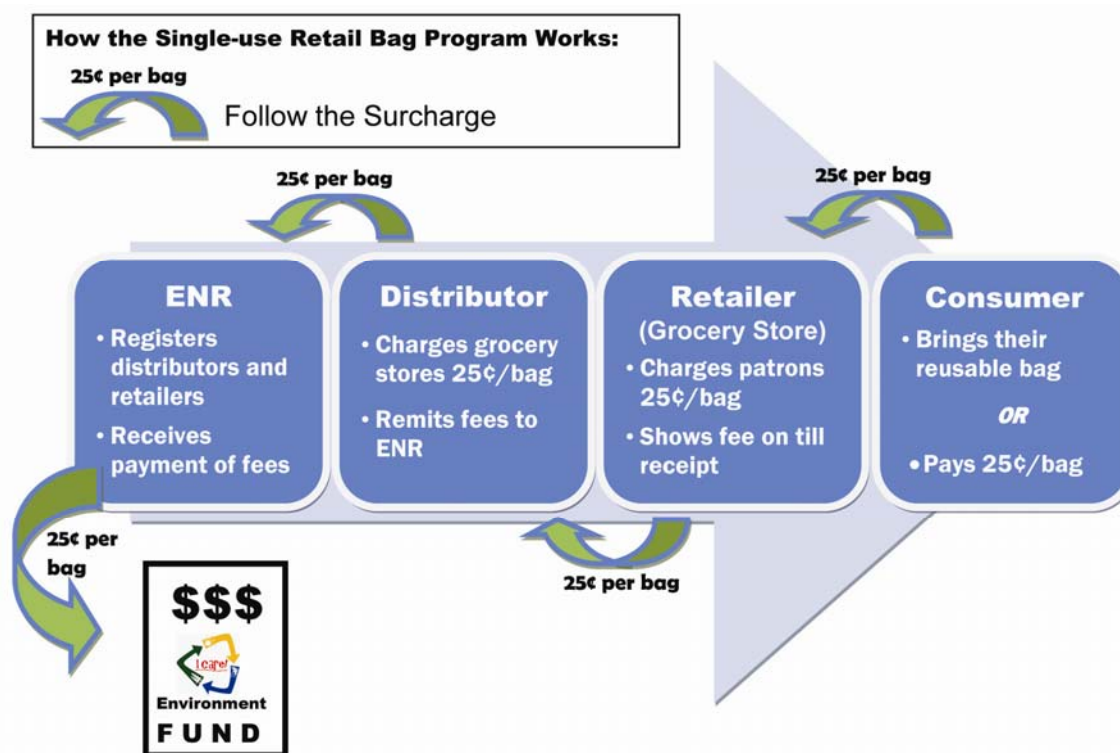 How the Single-use Retail Bag Program Works:
25¢ per bag
Follow the Surcharge
25¢ per bag
25¢ per bag
ENR
• Registers
distributors and
retailers
• Receives
payment of fees
Distributor
• Charges grocery
stores 25¢/bag
• Remits fees to
ENR
Retailer
(Grocery Store)
• Charges patrons
25¢/bag
• Shows fee on till
receipt
Consumer
• Brings their
reusable bag
OR
• Pays 25¢/bag
25¢ per
bag
25¢ per bag
$$$
I care!
Environment
FUND